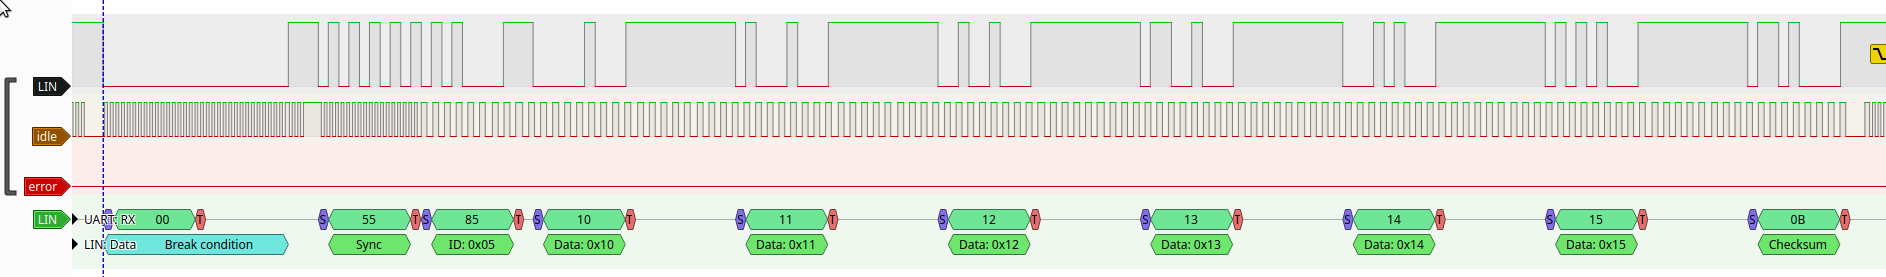 LIN
idle
error
LIN UART: RX 00 T S 55 T S 85 T S 10 T S 11 T S 12 T S 13 T S 14 T S 15 T S 0B T
LIN: Data Break condition Sync ID: 0x05 Data: 0x10 Data: 0x11 Data: 0x12 Data: 0x13 Data: 0x14 Data: 0x15 Checksum